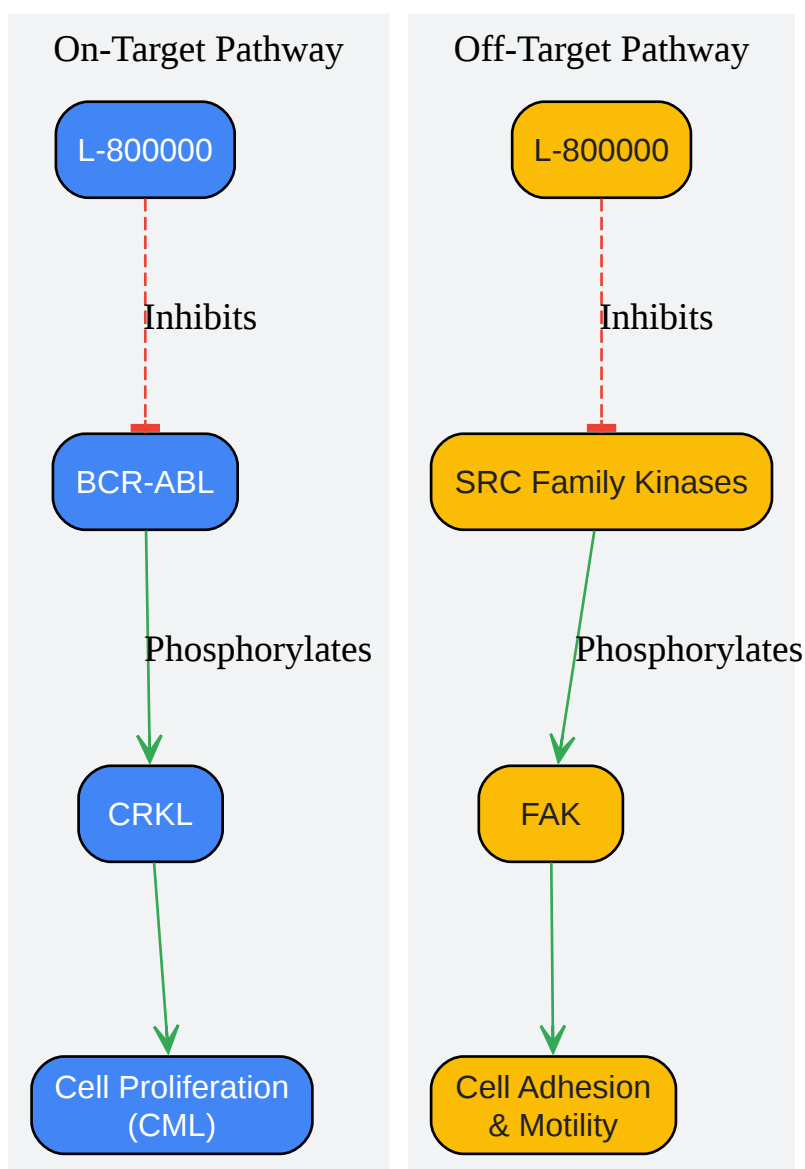 On-Target Pathway
L-800000
Inhibits
BCR-ABL
Phosphorylates
CRKL
Cell Proliferation
(CML)
Off-Target Pathway
L-800000
Inhibits
SRC Family Kinases
Phosphorylates
FAK
Cell Adhesion
& Motility